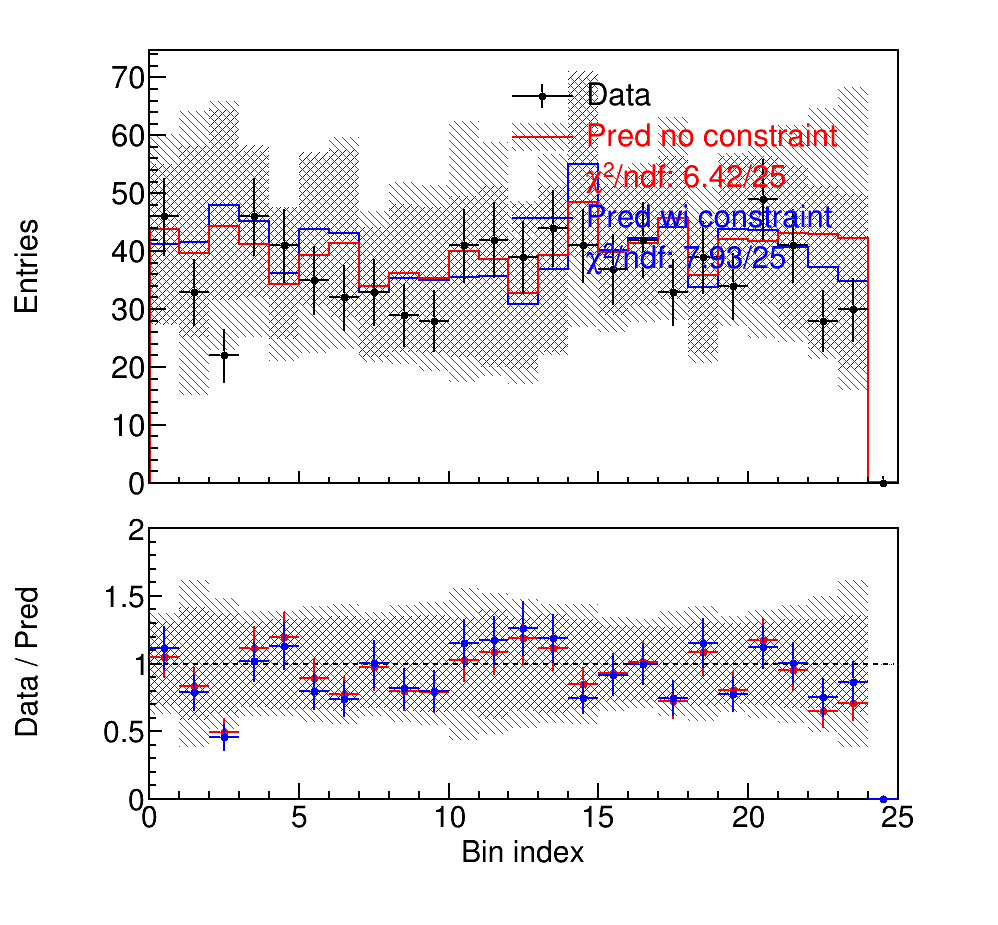 70
60
50
40
30
20
10
0
Entries
Data
Pred no constraint
χ²/ndf: 6.42/25
Pred wi constraint
χ²/ndf: 7.93/25
2
1.5
1
0.5
0
Data / Pred
0 5 10 15 20 25
Bin index